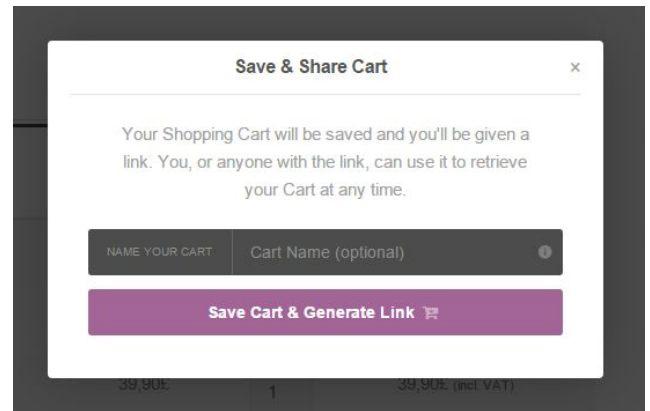 Save & Share Cart
×
Your Shopping Cart will be saved and you'll be given a
link. You, or anyone with the link, can use it to retrieve
your Cart at any time.
NAME YOUR CART Cart Name (optional)
Save Cart & Generate Link
39,90£ 1 39,90£ (incl. VAT)